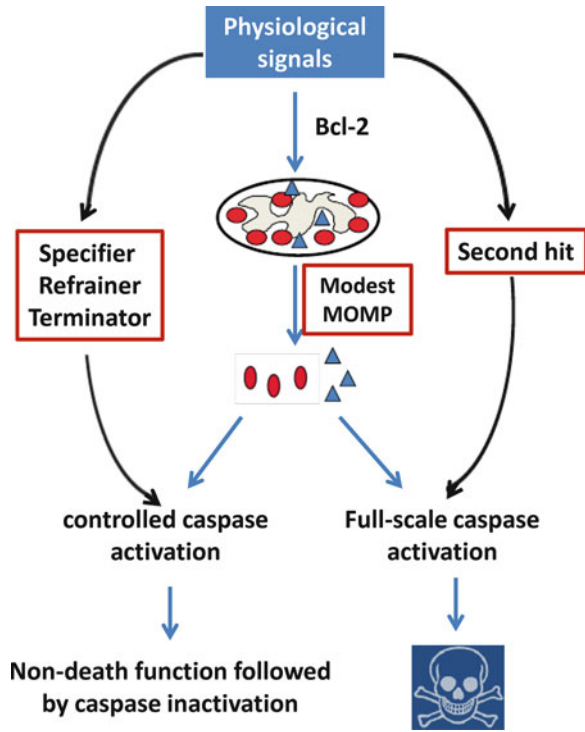 Physiological
signals
Bcl-2
Specifier
Refrainer
Terminator
Second hit
Modest
MOMP
controlled caspase
activation
Full-scale caspase
activation
Non-death function followed
by caspase inactivation